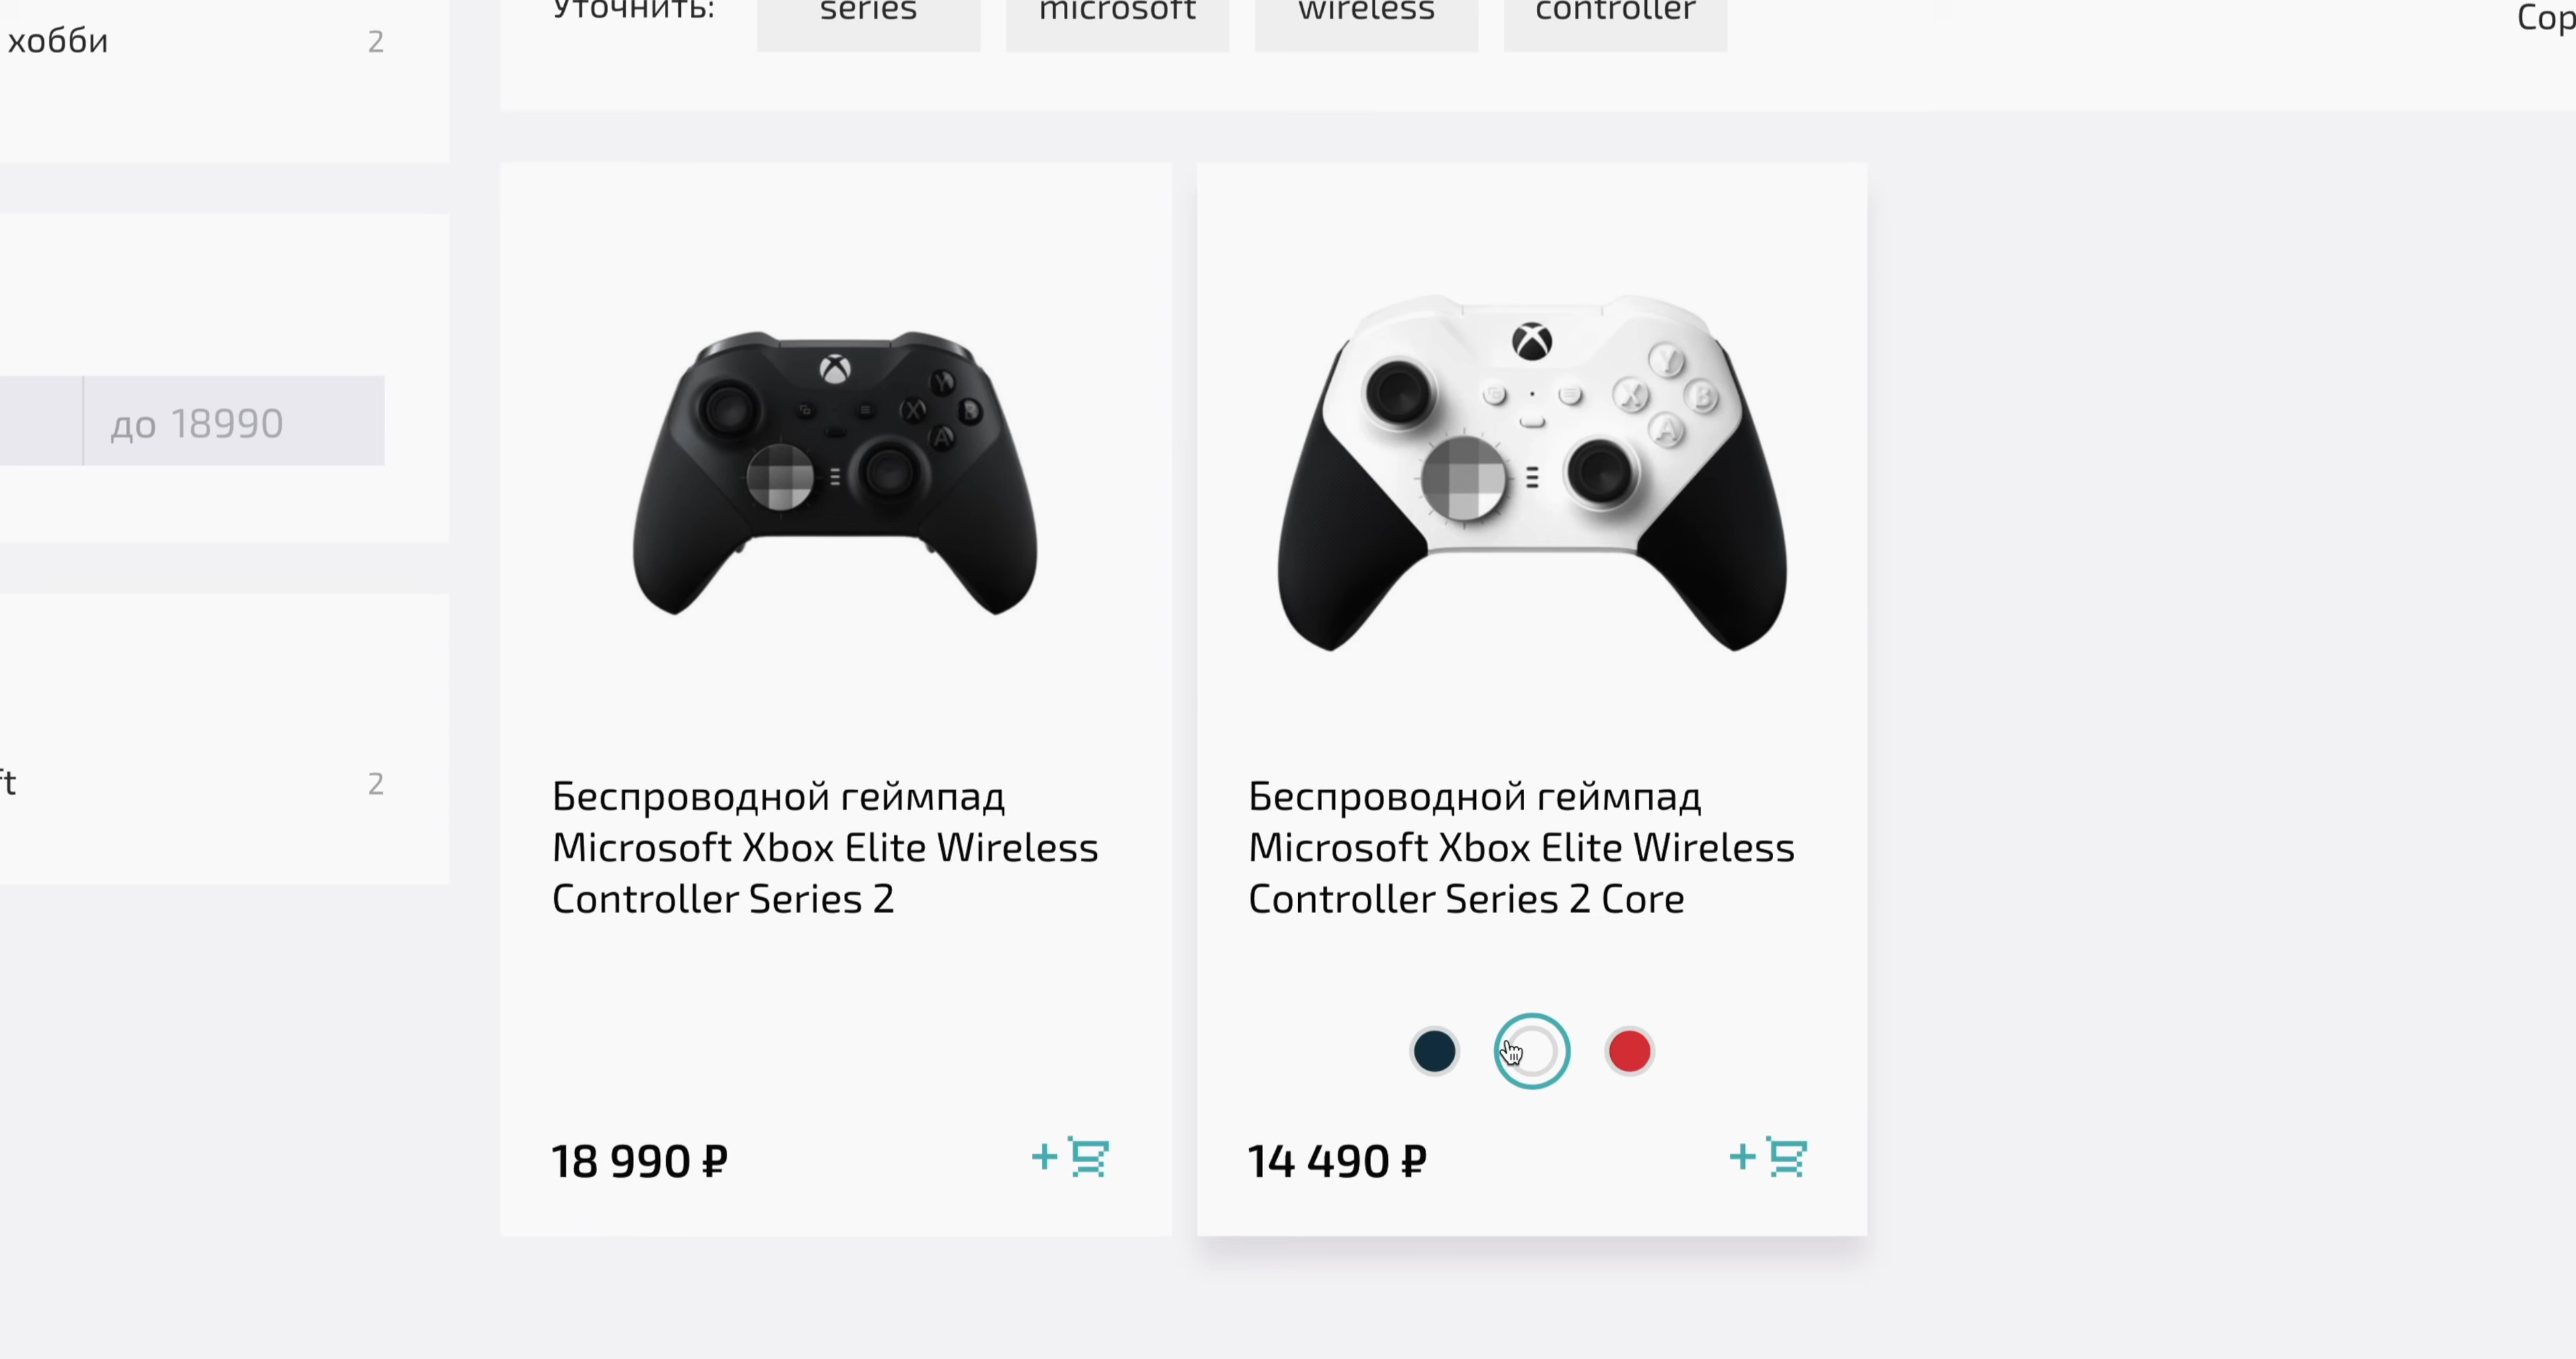 хобби 2
Уточнить: series microsoft wireless controller
до 18990
2
Беспроводной геймпад
Microsoft Xbox Elite Wireless
Controller Series 2
18 990 ₽
Y
X
B
A
Беспроводной геймпад
Microsoft Xbox Elite Wireless
Controller Series 2 Core
14 490 ₽
Y
X
B
A